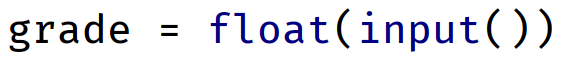 grade = float(input())